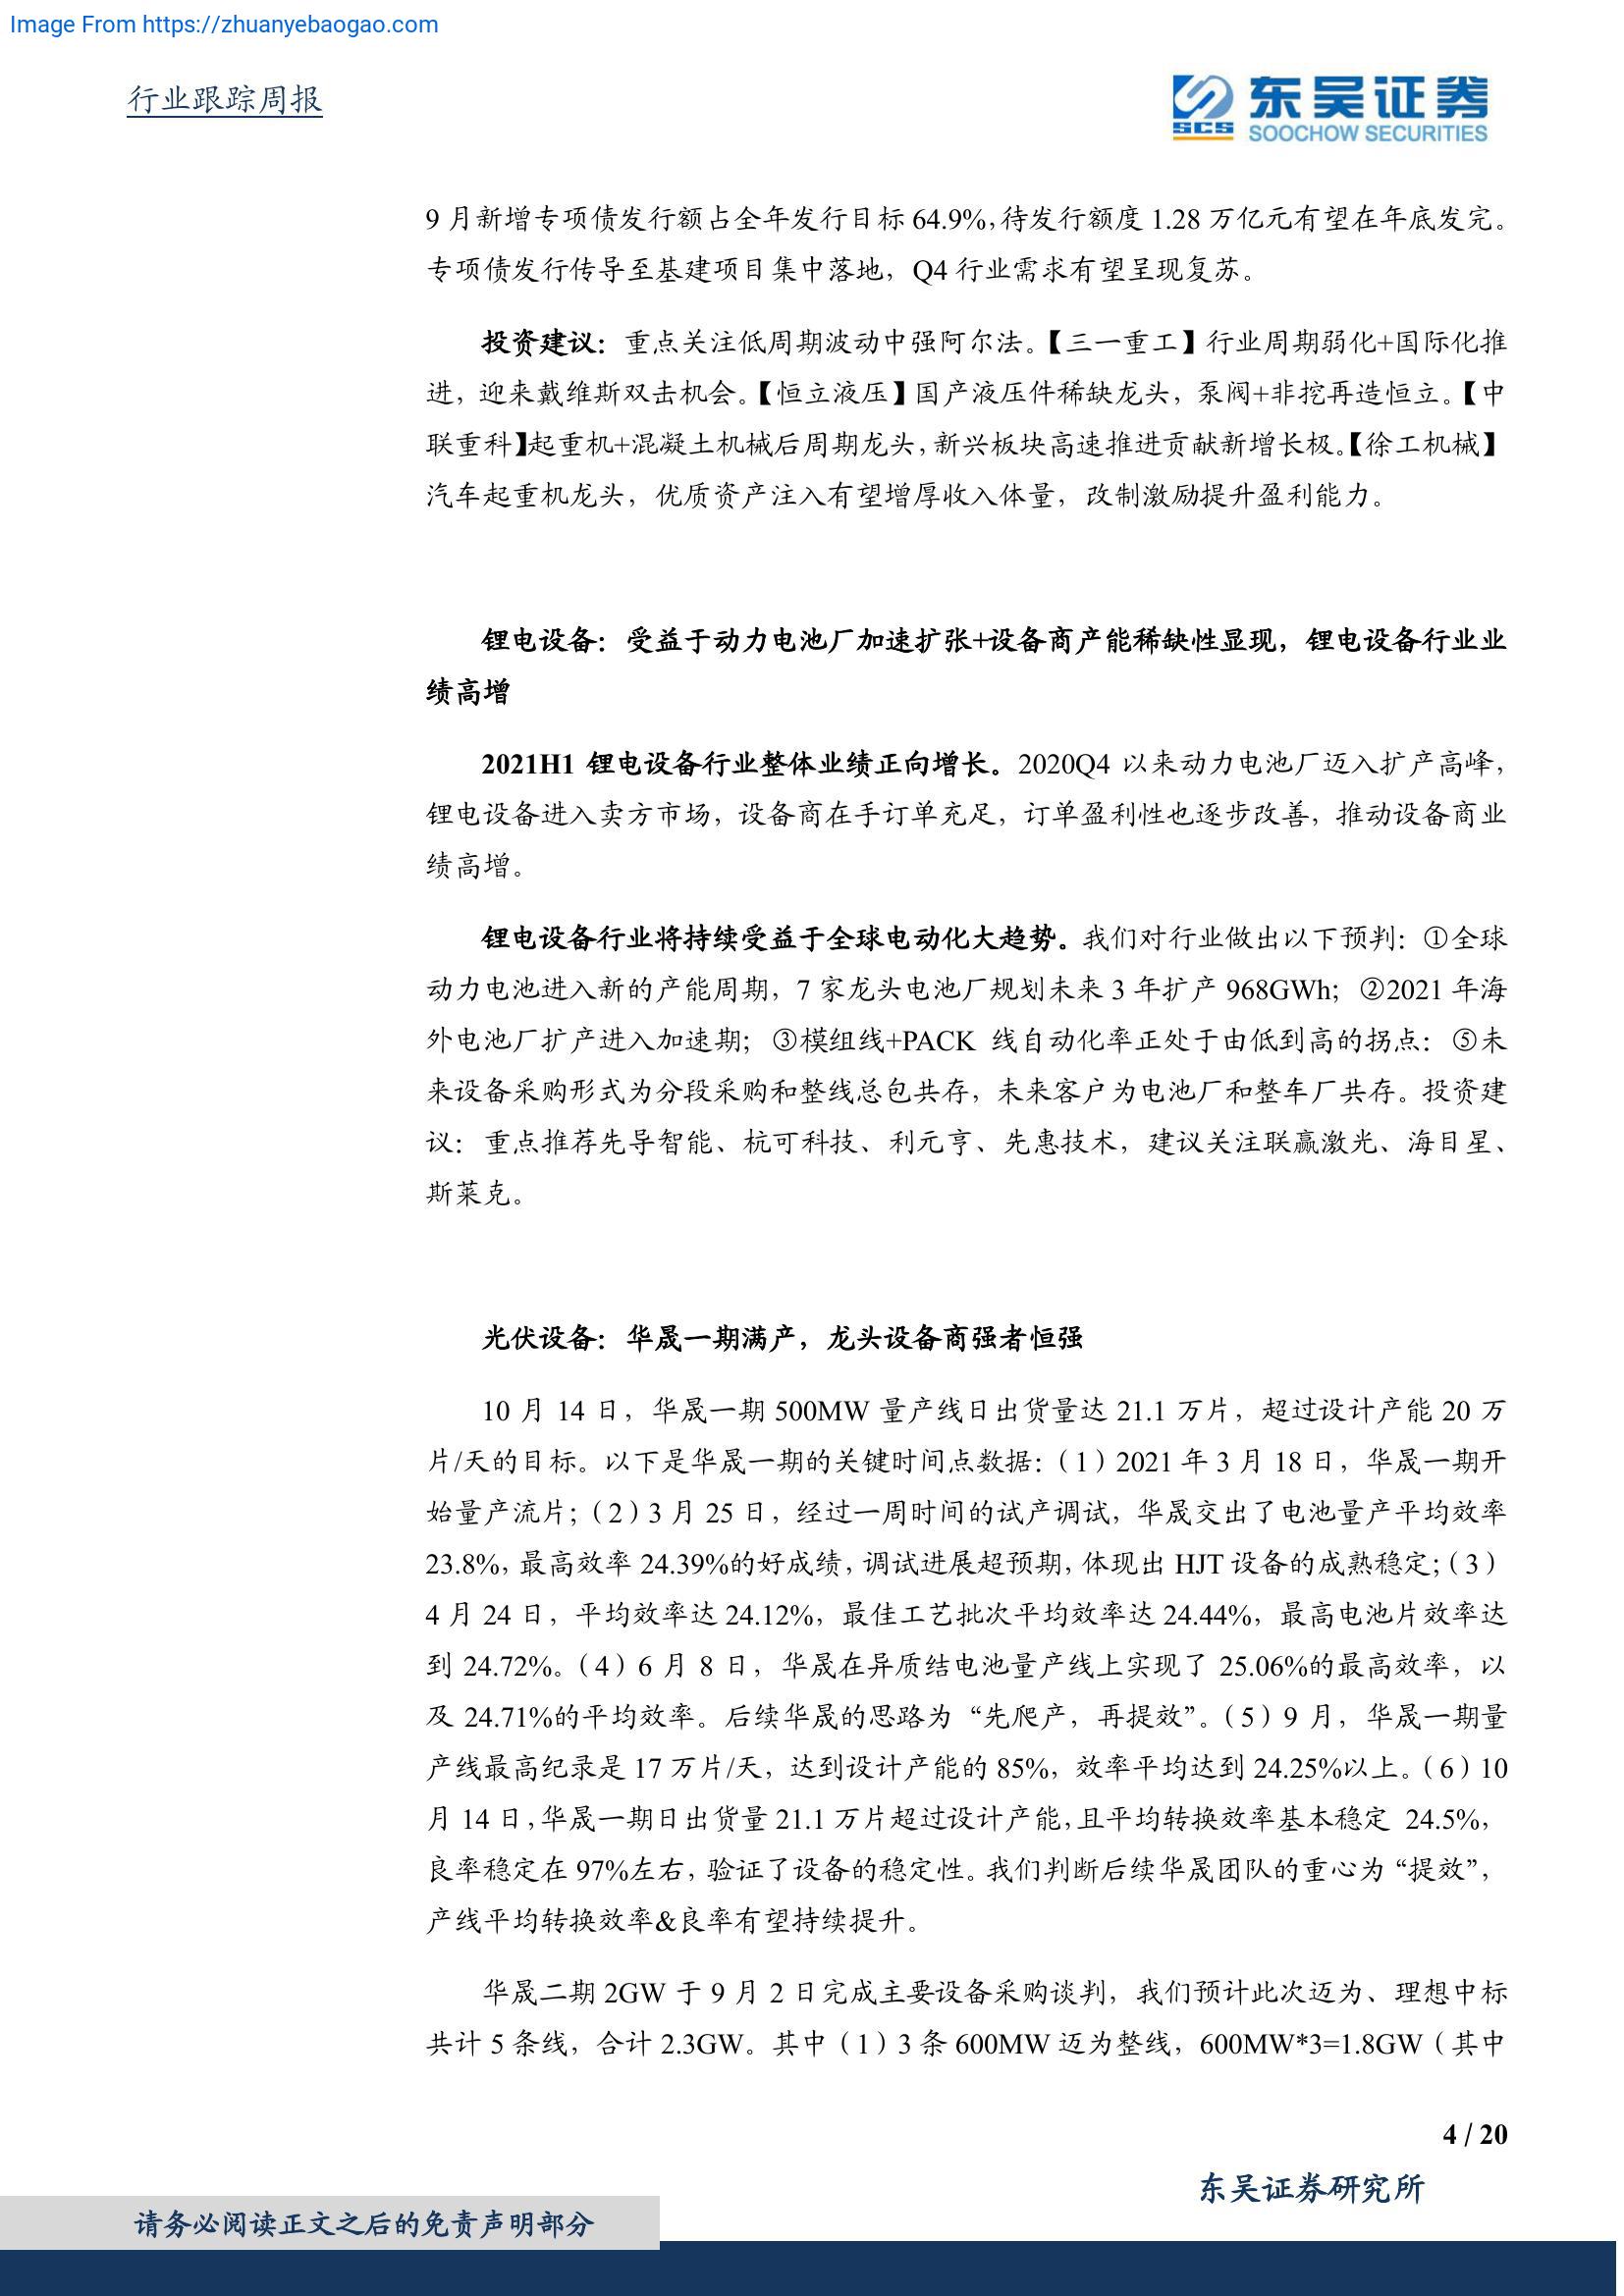 Image From https://zhuanyebaogao.com
行业跟踪周报
SCS 东吴证券
SOOCHOW SECURITIES
9 月新增专项债发行额占全年发行目标 64.9%,待发行额度 1.28 万亿元有望在年底发完。
专项债发行传导至基建项目集中落地，Q4 行业需求有望呈现复苏。
投资建议：重点关注低周期波动中强阿尔法。【三一重工】行业周期弱化+国际化推
进，迎来戴维斯双击机会。【恒立液压】国产液压件稀缺龙头，泵阀+非挖再造恒立。【中
联重科】起重机+混凝土机械后周期龙头，新兴板块高速推进贡献新增长极。【徐工机械】
汽车起重机龙头，优质资产注入有望增厚收入体量，改制激励提升盈利能力。
锂电设备：受益于动力电池厂加速扩张+设备商产能稀缺性显现，锂电设备行业业
绩高增
2021H1 锂电设备行业整体业绩正向增长。2020Q4 以来动力电池厂迈入扩产高峰，
锂电设备进入卖方市场，设备商在手订单充足，订单盈利性也逐步改善，推动设备商业
绩高增。
锂电设备行业将持续受益于全球电动化大趋势。我们对行业做出以下预判：①全球
动力电池进入新的产能周期，7 家龙头电池厂规划未来 3 年扩产 968GWh；②2021 年海
外电池厂扩产进入加速期；③模组线+PACK 线自动化率正处于由低到高的拐点：⑤未
来设备采购形式为分段采购和整线总包共存，未来客户为电池厂和整车厂共存。投资建
议：重点推荐先导智能、杭可科技、利元亨、先惠技术，建议关注联赢激光、海目星、
斯莱克。
光伏设备：华晟一期满产，龙头设备商强者恒强
10 月 14 日，华晟一期 500MW 量产线日出货量达 21.1 万片，超过设计产能 20 万
片/天的目标。以下是华晟一期的关键时间点数据：（1）2021 年 3 月 18 日，华晟一期开
始量产流片；（2）3 月 25 日，经过一周时间的试产调试，华晟交出了电池量产平均效率
23.8%，最高效率 24.39%的好成绩，调试进展超预期，体现出 HJT 设备的成熟稳定；（3）
4 月 24 日，平均效率达 24.12%，最佳工艺批次平均效率达 24.44%，最高电池片效率达
到 24.72%。（4）6 月 8 日，华晟在异质结电池量产线上实现了 25.06%的最高效率，以
及 24.71%的平均效率。后续华晟的思路为“先爬产，再提效”。（5）9 月，华晟一期量
产线最高纪录是 17 万片/天，达到设计产能的 85%，效率平均达到 24.25%以上。（6）10
月 14 日，华晟一期日出货量 21.1 万片超过设计产能，且平均转换效率基本稳定 24.5%，
良率稳定在 97%左右，验证了设备的稳定性。我们判断后续华晟团队的重心为“提效”，
产线平均转换效率&良率有望持续提升。
华晟二期 2GW 于 9 月 2 日完成主要设备采购谈判，我们预计此次迈为、理想中标
共计 5 条线，合计 2.3GW。其中（1）3 条 600MW 迈为整线，600MW*3=1.8GW（其中
4 / 20
东吴证券研究所
请务必阅读正文之后的免责声明部分